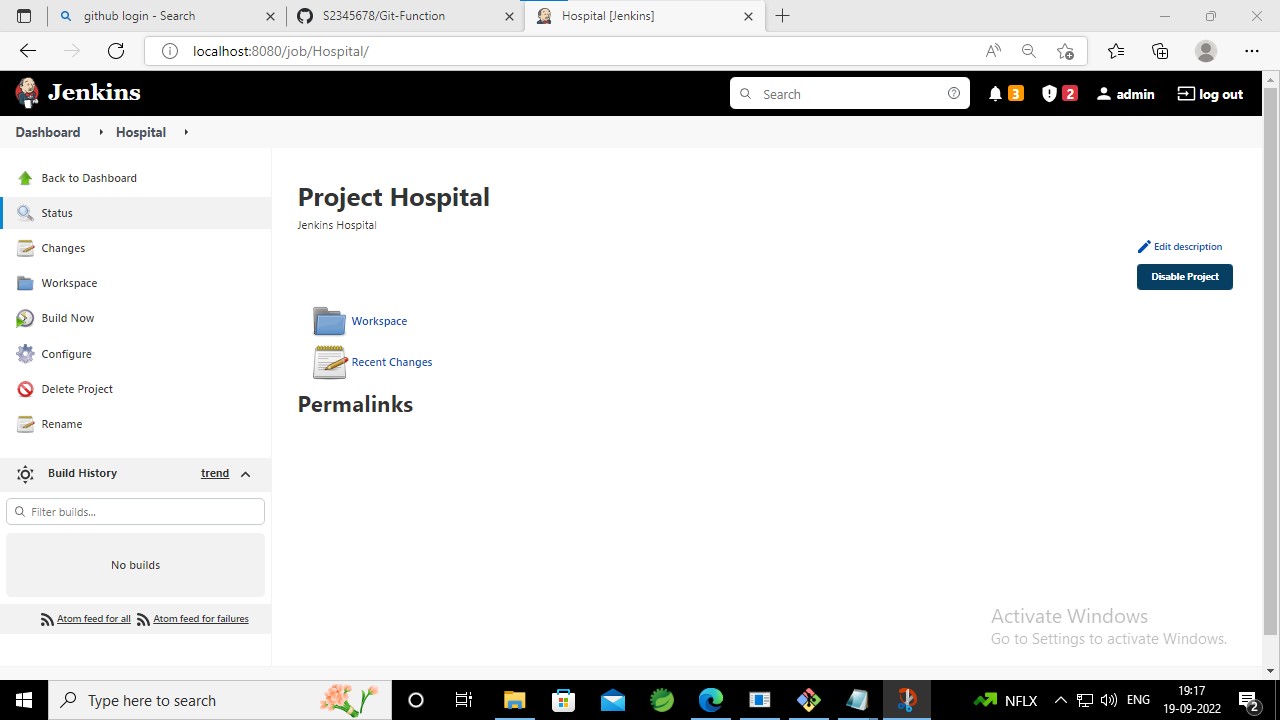 github login - Search
S2345678/Git-Function
Hospital [Jenkins]
localhost:8080/job/Hospital/
Jenkins
Search
3
2
admin
log out
Dashboard
Hospital
Back to Dashboard
Status
Changes
Workspace
Build Now
Configure
Delete Project
Rename
Build History
trend
Filter builds...
No builds
Atom feed for all
Atom feed for failures
Project Hospital
Jenkins Hospital
Edit description
Disable Project
Workspace
Recent Changes
Permalinks
Activate Windows
Go to Settings to activate Windows.
Type here to search
NFLX
ENG
19:17
19-09-2022
2